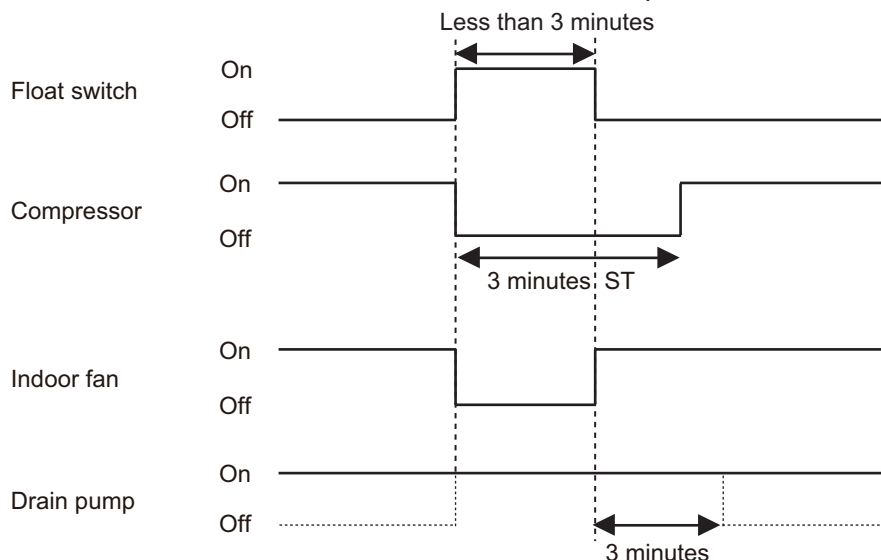 Less than 3 minutes
On
Float switch
Off
On
Compressor
Off
3 minutes ST
On
Indoor fan
Off
On
Drain pump
Off
3 minutes